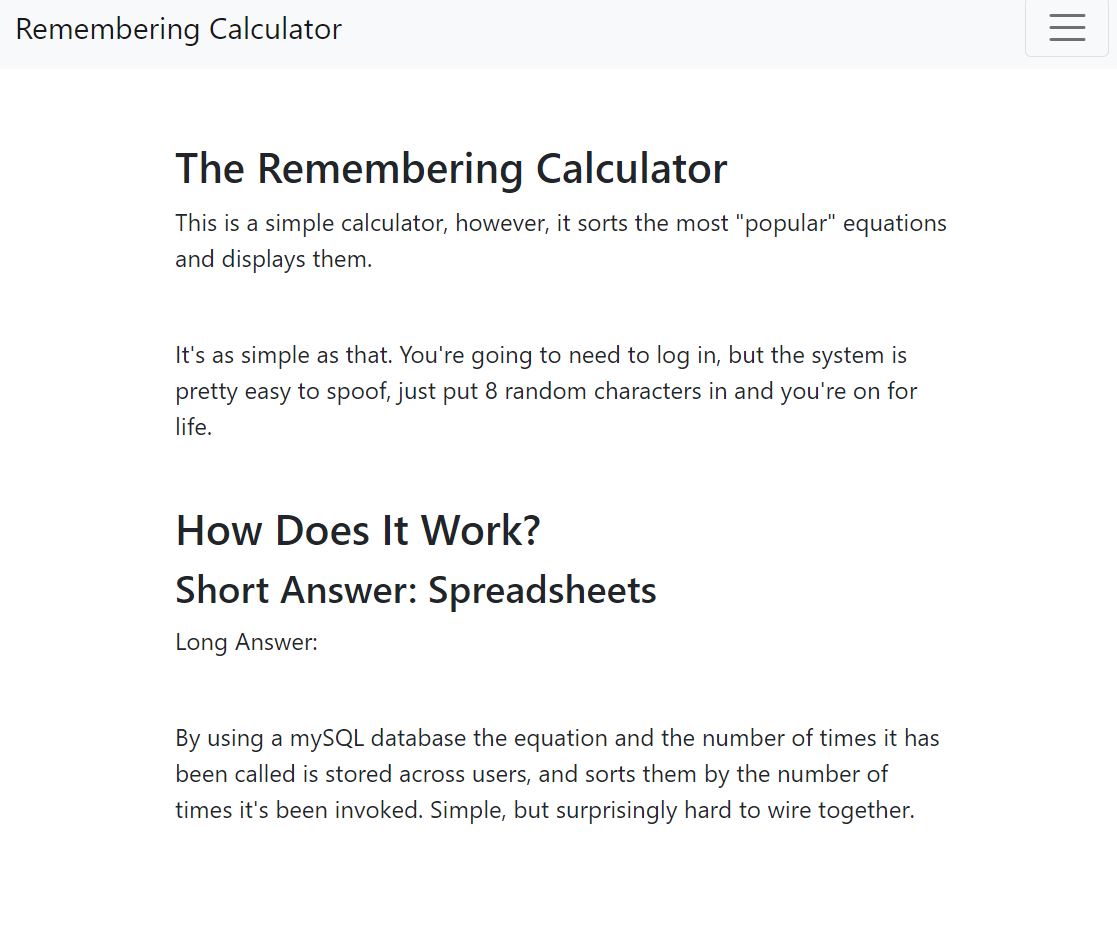 Remembering Calculator
The Remembering Calculator
This is a simple calculator, however, it sorts the most "popular" equations
and displays them.
It's as simple as that. You're going to need to log in, but the system is
pretty easy to spoof, just put 8 random characters in and you're on for
life.
How Does It Work?
Short Answer: Spreadsheets
Long Answer:
By using a mySQL database the equation and the number of times it has
been called is stored across users, and sorts them by the number of
times it's been invoked. Simple, but surprisingly hard to wire together.